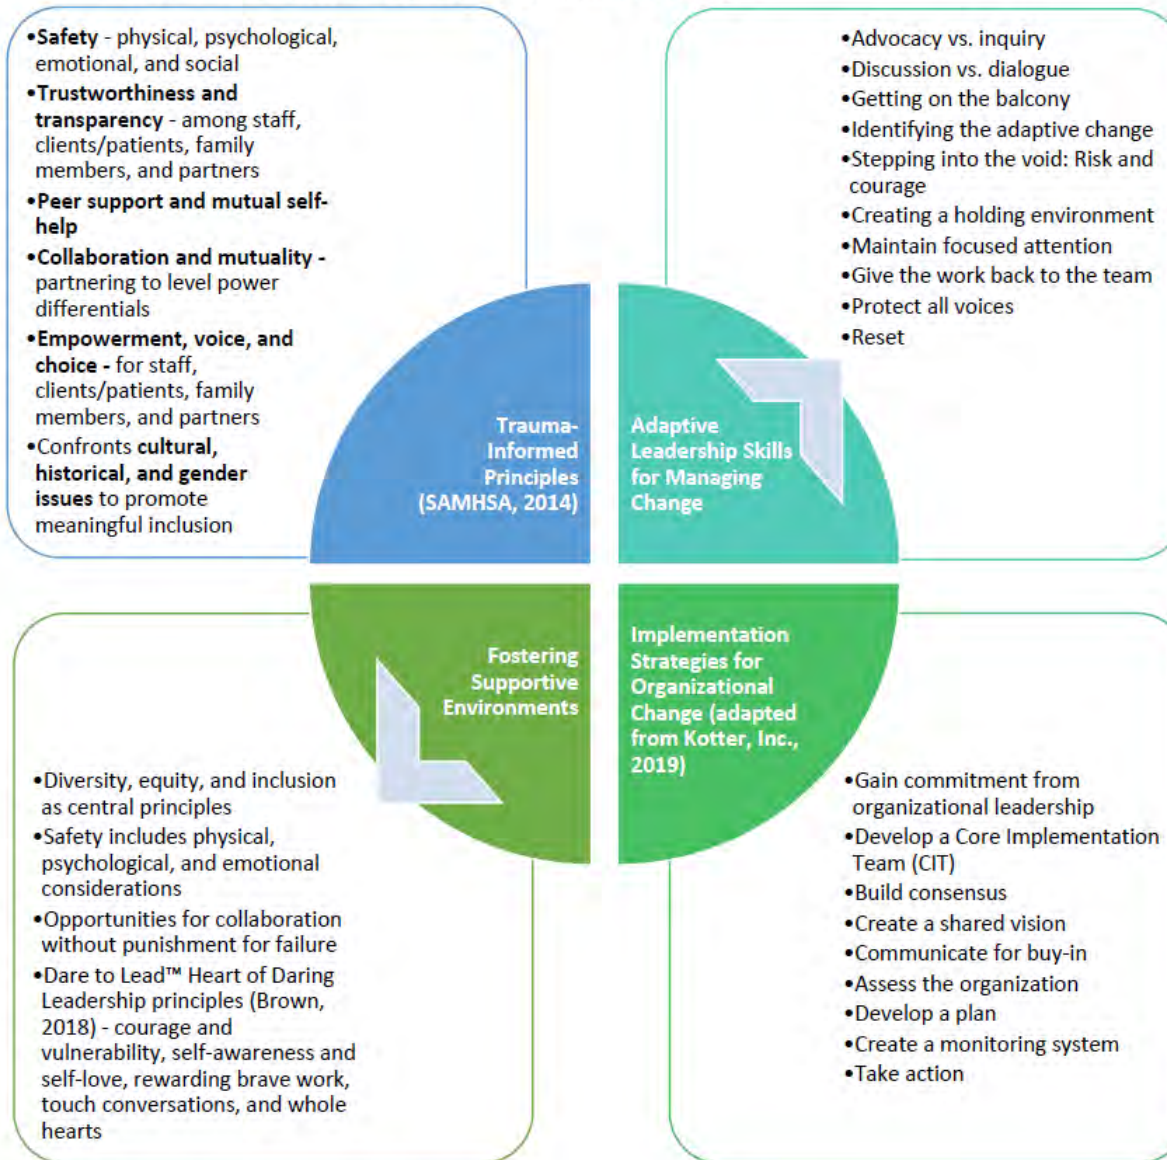 •Safety - physical, psychological,
emotional, and social
•Trustworthiness and
transparency - among staff,
clients/patients, family
members, and partners
•Peer support and mutual self-
help
•Collaboration and mutuality -
partnering to level power
differentials
•Empowerment, voice, and
choice - for staff,
clients/patients, family
members, and partners
•Confronts cultural,
historical, and gender
issues to promote
meaningful inclusion
•Advocacy vs. inquiry
•Discussion vs. dialogue
•Getting on the balcony
•Identifying the adaptive change
•Stepping into the void: Risk and
courage
•Creating a holding environment
•Maintain focused attention
•Give the work back to the team
•Protect all voices
•Reset
Trauma-
Informed
Principles
(SAMHSA, 2014)
Adaptive
Leadership Skills
for Managing
Change
Fostering
Supportive
Environments
Implementation
Strategies for
Organizational
Change (adapted
from Kotter, Inc.,
2019)
•Diversity, equity, and inclusion
as central principles
•Safety includes physical,
psychological, and emotional
considerations
•Opportunities for collaboration
without punishment for failure
•Dare to Lead™ Heart of Daring
Leadership principles (Brown,
2018) - courage and
vulnerability, self-awareness and
self-love, rewarding brave work,
touch conversations, and whole
hearts
•Gain commitment from
organizational leadership
•Develop a Core Implementation
Team (CIT)
•Build consensus
•Create a shared vision
•Communicate for buy-in
•Assess the organization
•Develop a plan
•Create a monitoring system
•Take action